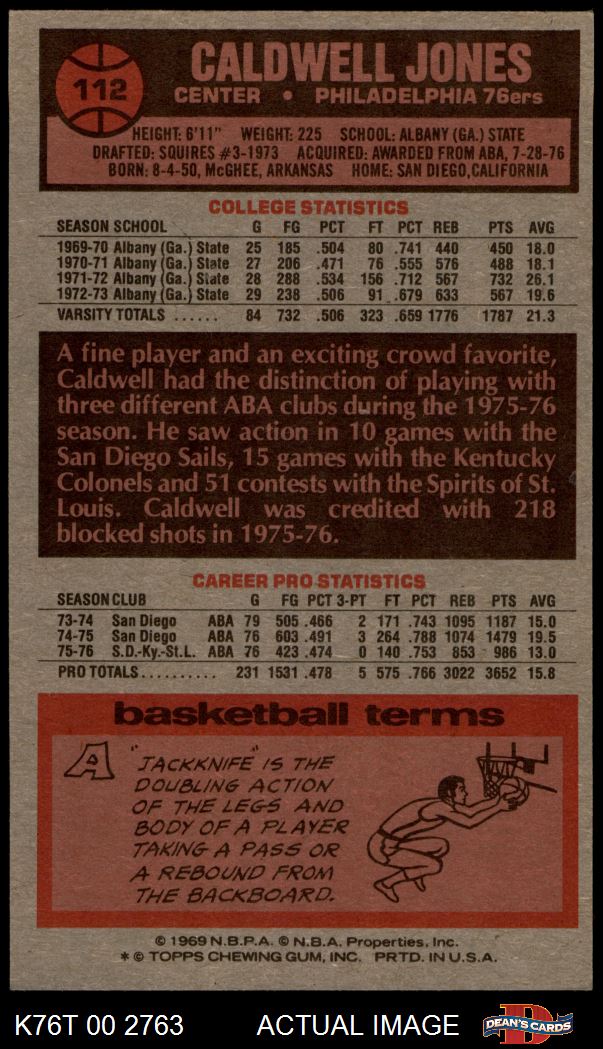 112
CALDWELL JONES
CENTER • PHILADELPHIA 76ers
HEIGHT: 6'11" WEIGHT: 225 SCHOOL: ALBANY (GA.) STATE
DRAFTED: SQUIRES #3-1973 ACQUIRED: AWARDED FROM ABA, 7-28-76
BORN: 8-4-50, McGHEE, ARKANSAS HOME: SAN DIEGO, CALIFORNIA
COLLEGE STATISTICS
SEASON SCHOOL G FG PCT FT PCT REB PTS AVG
1969-70 Albany (Ga.) State 25 185 .504 80 .741 440 450 18.0
1970-71 Albany (Ga.) State 27 206 .471 76 .555 576 488 18.1
1971-72 Albany (Ga.) State 28 288 .534 156 .712 567 732 26.1
1972-73 Albany (Ga.) State 29 238 .506 91 .679 633 567 19.6
VARSITY TOTALS ...... 84 732 .506 323 .659 1776 1787 21.3
A fine player and an exciting crowd favorite,
Caldwell had the distinction of playing with
three different ABA clubs during the 1975-76
season. He saw action in 10 games with the
San Diego Sails, 15 games with the Kentucky
Colonels and 51 contests with the Spirits of St.
Louis. Caldwell was credited with 218
blocked shots in 1975-76.
CAREER PRO STATISTICS
SEASON CLUB G FG PCT 3-PT FT PCT REB PTS AVG
73-74 San Diego ABA 79 505 .466 2 171 .743 1095 1187 15.0
74-75 San Diego ABA 76 603 .491 3 264 .788 1074 1479 19.5
75-76 S.D.-Ky.-St.L. ABA 76 423 .474 0 140 .753 853 986 13.0
PRO TOTALS.......... 231 1531 .478 5 575 .766 3022 3652 15.8
basketball terms
A "JACKKNIFE" IS THE
DOUBLING ACTION
OF THE LEGS AND
BODY OF A PLAYER
TAKING A PASS OR
A REBOUND FROM
THE BACKBOARD.
© 1969 N.B.P.A. © N.B.A. Properties, Inc.
* © TOPPS CHEWING GUM, INC. PRTD. IN U.S.A.
K76T 00 2763 ACTUAL IMAGE DEAN'S CARDS